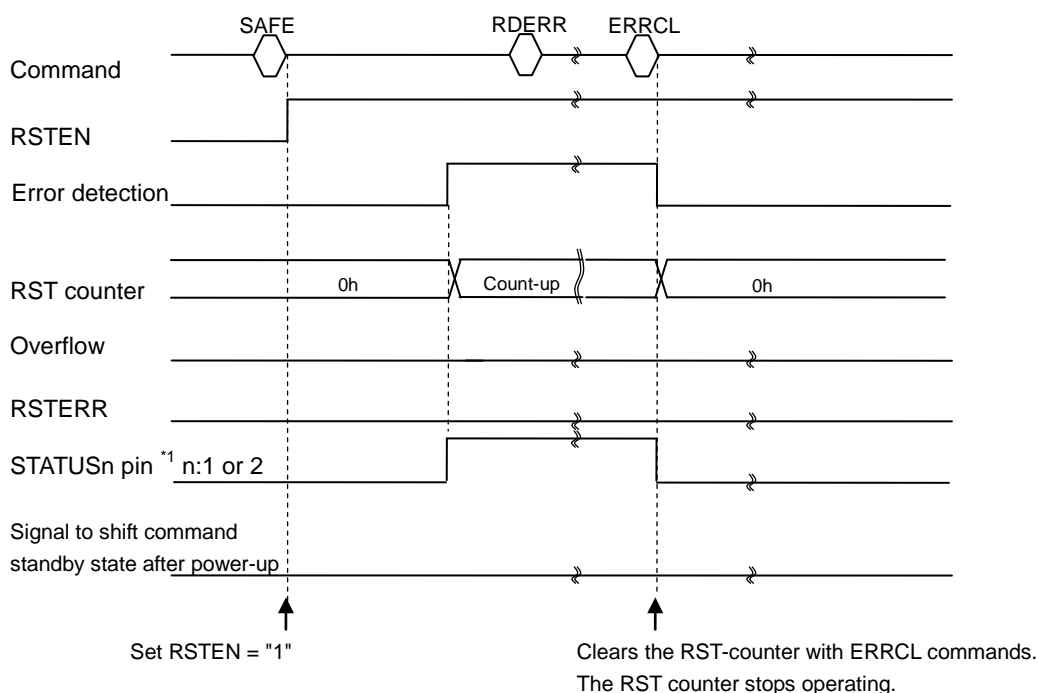 SAFE RDERR ERRCL
Command
RSTEN
Error detection
RST counter 0h Count-up 0h
Overflow
RSTERR
STATUSn pin *1 n:1 or 2
Signal to shift command
standby state after power-up
Set RSTEN = "1" Clears the RST-counter with ERRCL commands.
The RST counter stops operating.